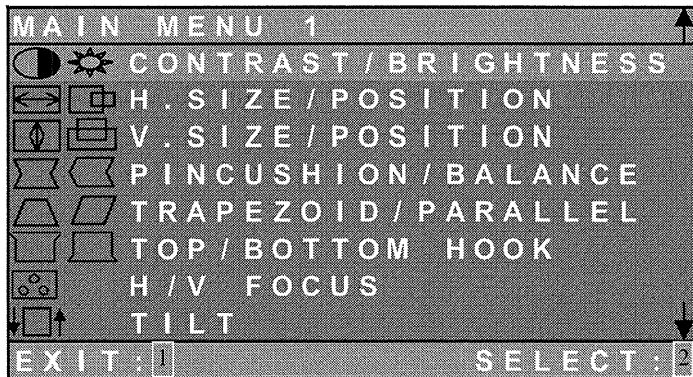 MAIN MENU 1
CONTRAST/BRIGHTNESS
H.SIZE/POSITION
V.SIZE/POSITION
PINCUSHION/BALANCE
TRAPEZOID/PARALLEL
TOP/BOTTOM HOOK
H/V FOCUS
TILT
EXIT:1 SELECT:2